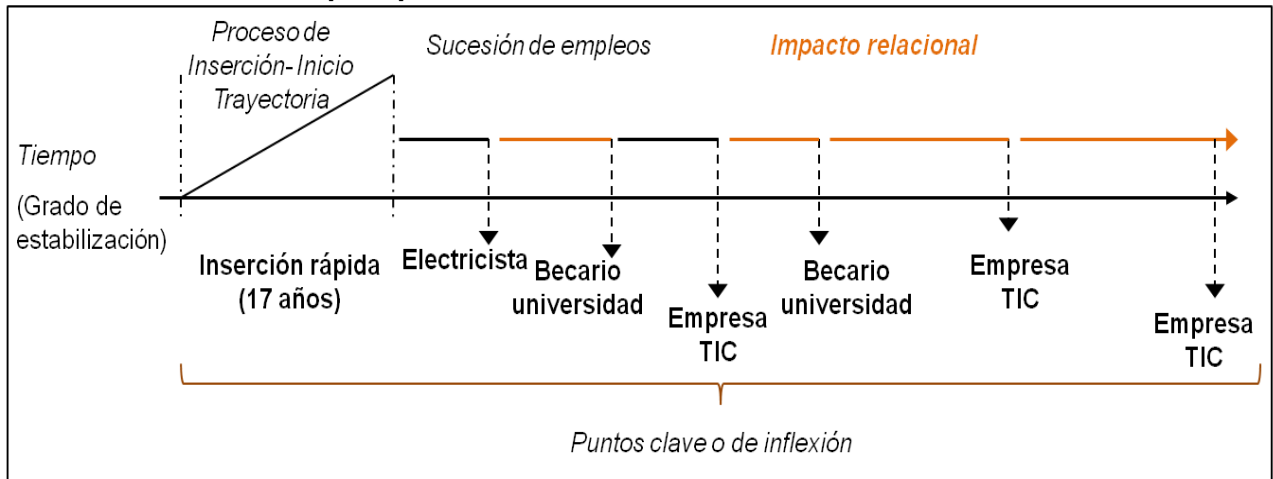 Proceso de
Inserción-Inicio
Trayectoria
Sucesión de empleos
Impacto relacional
Tiempo
(Grado de
estabilización)
Inserción rápida
(17 años)
Electricista
Becario
universidad
Empresa
TIC
Becario
universidad
Empresa
TIC
Empresa
TIC
Puntos clave o de inflexión